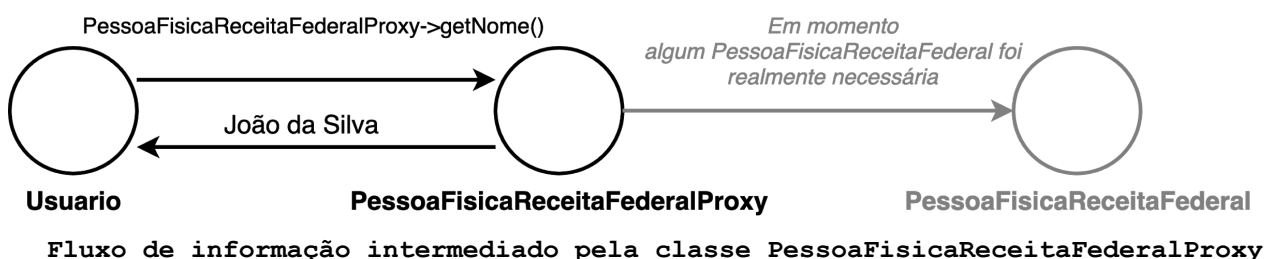 PessoaFisicaReceitaFederalProxy->getNome()
Em momento
algum PessoaFisicaReceitaFederal foi
realmente necessária
João da Silva
Usuario
PessoaFisicaReceitaFederalProxy
PessoaFisicaReceitaFederal
Fluxo de informação intermediado pela classe PessoaFisicaReceitaFederalProxy